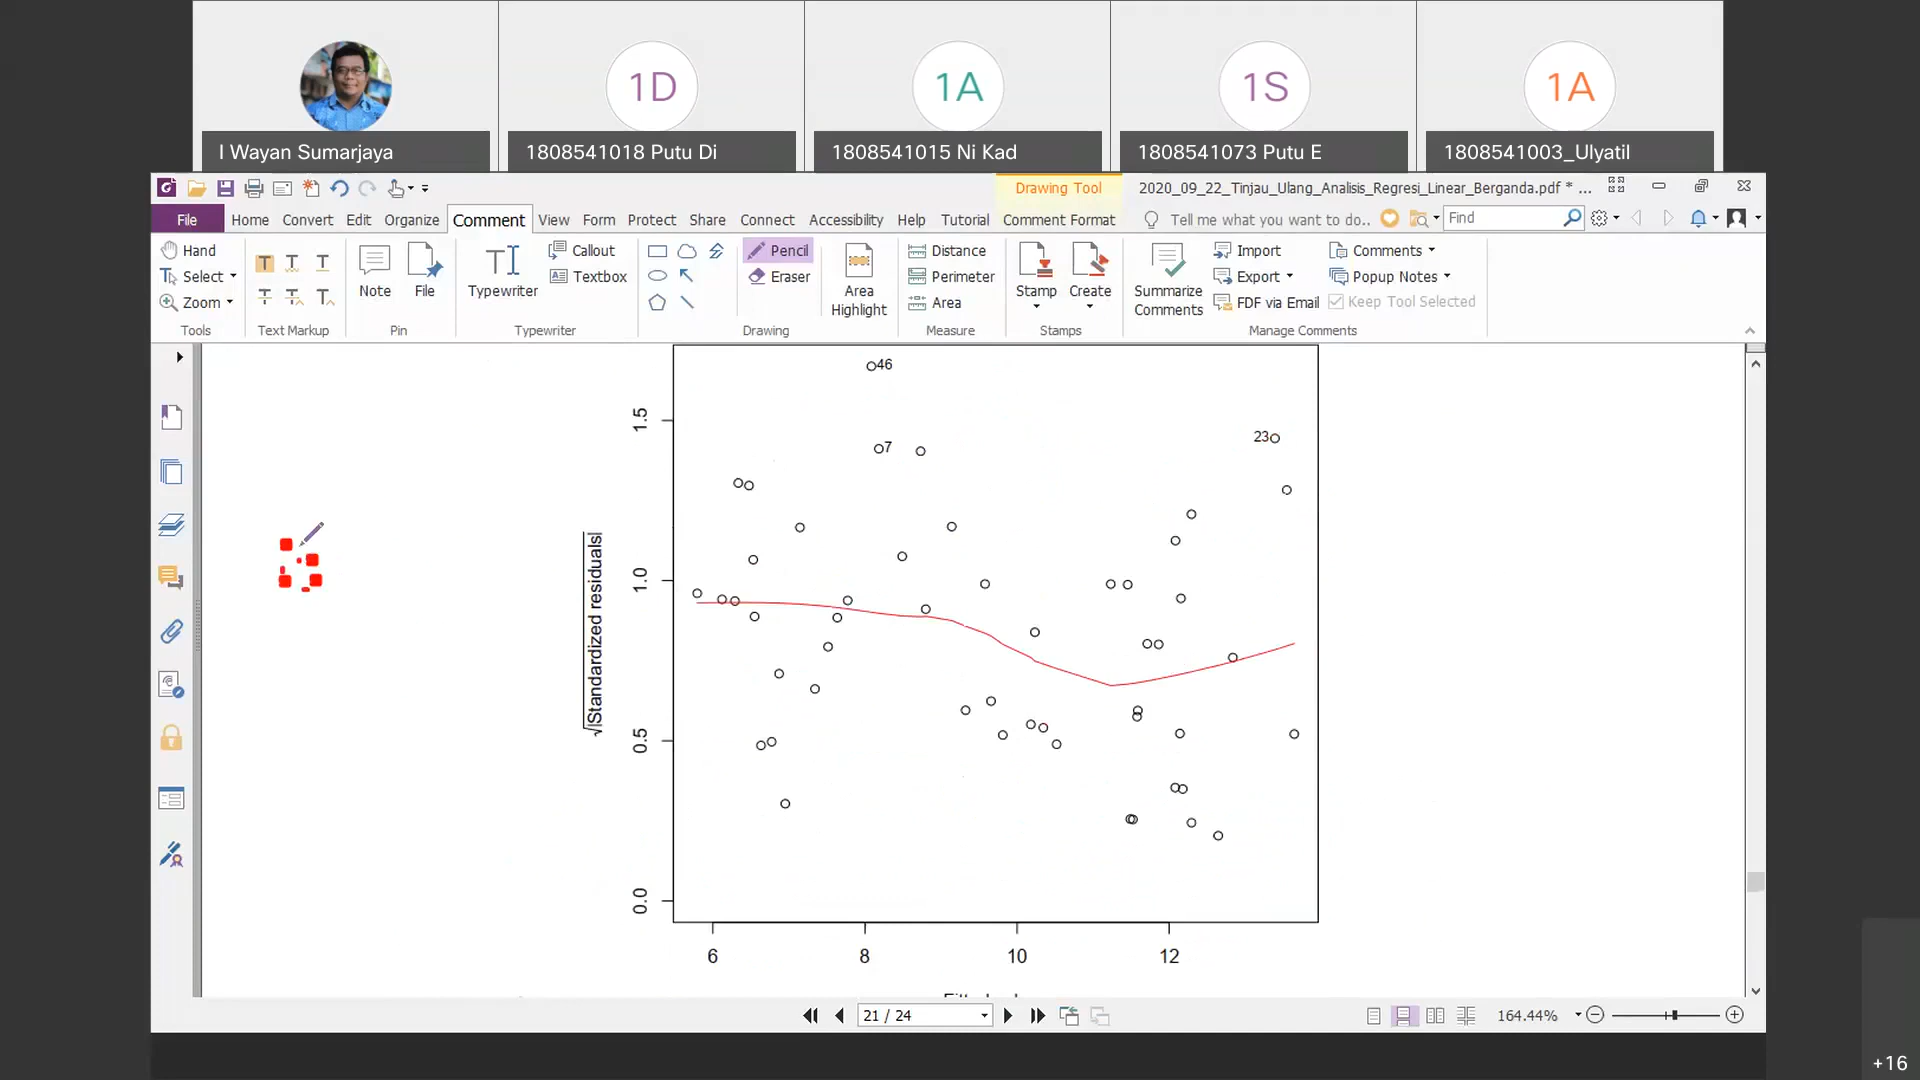 1D
1A
1S
1A
I Wayan Sumarjaya
1808541018 Putu Di
1808541015 Ni Kad
1808541073 Putu E
1808541003_Ulyatil
Drawing Tool
2020_09_22_Tinjau_Ulang_Analisis_Regresi_Linear_Berganda.pdf * ...
File Home Convert Edit Organize Comment View Form Protect Share Connect Accessibility Help Tutorial Comment Format Tell me what you want to do.. Find
Hand
Select
Zoom
Tools
Text Markup
Note
File
Pin
Typewriter
Callout
Textbox
Typewriter
Pencil
Eraser
Area
Highlight
Drawing
Distance
Perimeter
Area
Measure
Stamp
Create
Stamps
Summarize
Comments
Import
Export
FDF via Email
Comments
Popup Notes
Keep Tool Selected
Manage Comments
46
7
23
1.5
1.0
0.5
0.0
√|Standardized residuals|
6 8 10 12
21 / 24
164.44%
+16